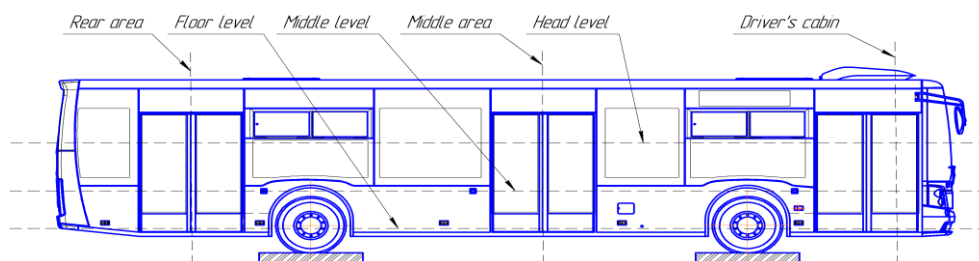 Rear area
Floor level
Middle level
Middle area
Head level
Driver's cabin